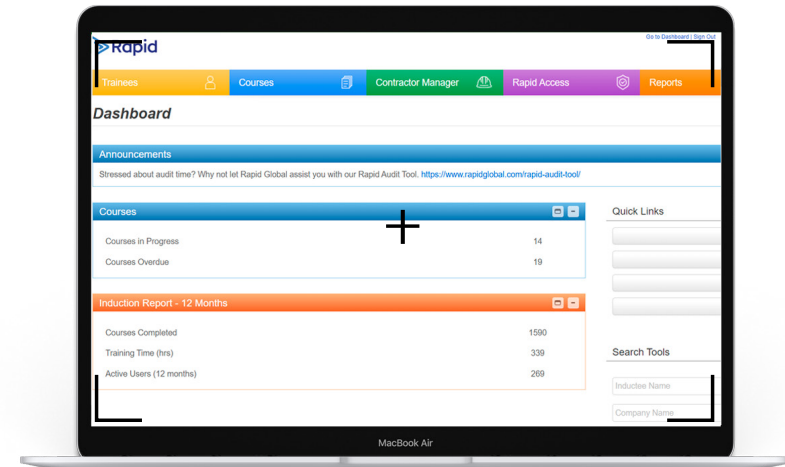 Rapid
Go to Dashboard | Sign Out
Trainees
Courses
Contractor Manager
Rapid Access
Reports
Dashboard
Announcements
Stressed about audit time? Why not let Rapid Global assist you with our Rapid Audit Tool. https://www.rapidglobal.com/rapid-audit-tool/
Courses
Courses in Progress 14
Courses Overdue 19
Induction Report - 12 Months
Courses Completed 1590
Training Time (hrs) 339
Active Users (12 months) 269
Quick Links
Search Tools
Inductee Name
Company Name
MacBook Air